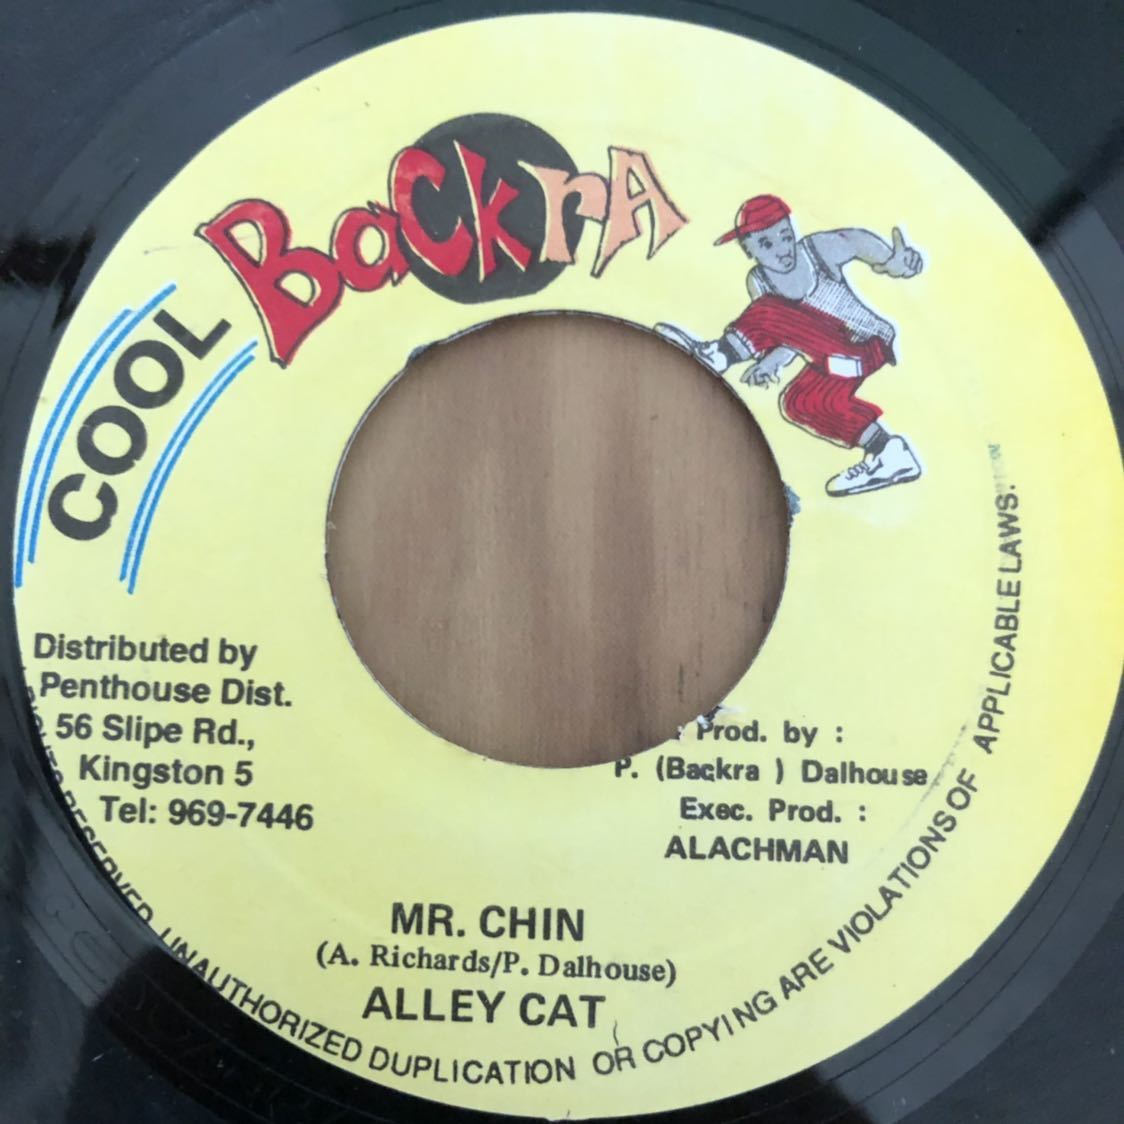 COOL
BaCkrA
Distributed by
Penthouse Dist.
56 Slipe Rd.,
Kingston 5
Tel: 969-7446
Prod. by :
P. (Backra ) Dalhouse
Exec. Prod. :
ALACHMAN
MR. CHIN
(A. Richards/P. Dalhouse)
ALLEY CAT
RESERVED. UNAUTHORIZED DUPLICATION OR COPYING ARE VIOLATIONS OF APPLICABLE LAWS.